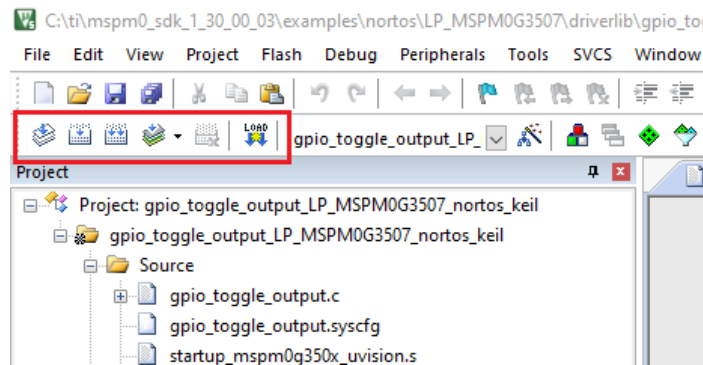 C:\ti\mspm0_sdk_1_30_00_03\examples\nortos\LP_MSPM0G3507\driverlib\gpio_to
File Edit View Project Flash Debug Peripherals Tools SVCS Window
LOAD gpio_toggle_output_LP_
Project
Project: gpio_toggle_output_LP_MSPM0G3507_nortos_keil
gpio_toggle_output_LP_MSPM0G3507_nortos_keil
Source
gpio_toggle_output.c
gpio_toggle_output.syscfg
startup_mspm0g350x_uvision.s